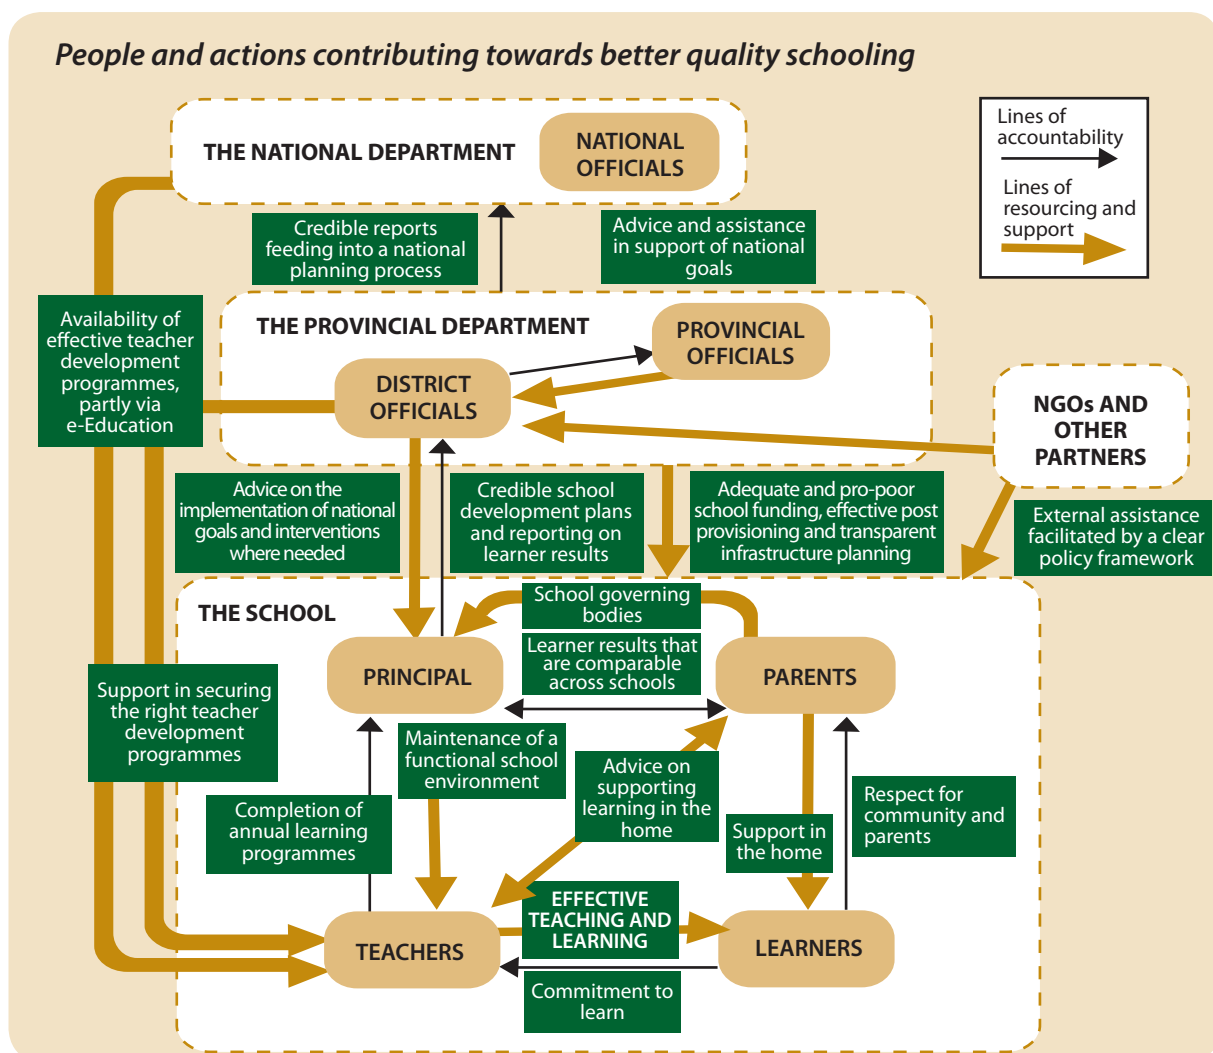 People and actions contributing towards better quality schooling
Lines of
accountability
Lines of
resourcing and
support
THE NATIONAL DEPARTMENT
NATIONAL
OFFICIALS
Credible reports
feeding into a national
planning process
Advice and assistance
in support of national
goals
Availability of
effective teacher
development
programmes,
partly via
e-Education
THE PROVINCIAL DEPARTMENT
PROVINCIAL
OFFICIALS
DISTRICT
OFFICIALS
NGOs AND
OTHER
PARTNERS
Advice on the
implementation of national
goals and interventions
where needed
Credible school
development plans
and reporting on
learner results
Adequate and pro-poor
school funding, effective post
provisioning and transparent
infrastructure planning
External assistance
facilitated by a clear
policy framework
THE SCHOOL
School governing
bodies
Learner results that
are comparable
across schools
PRINCIPAL
PARENTS
Support in securing
the right teacher
development
programmes
Maintenance of a
functional school
environment
Advice on
supporting
learning in the
home
Completion of
annual learning
programmes
Support in
the home
Respect for
community and
parents
EFFECTIVE
TEACHING AND
LEARNING
TEACHERS
LEARNERS
Commitment to
learn